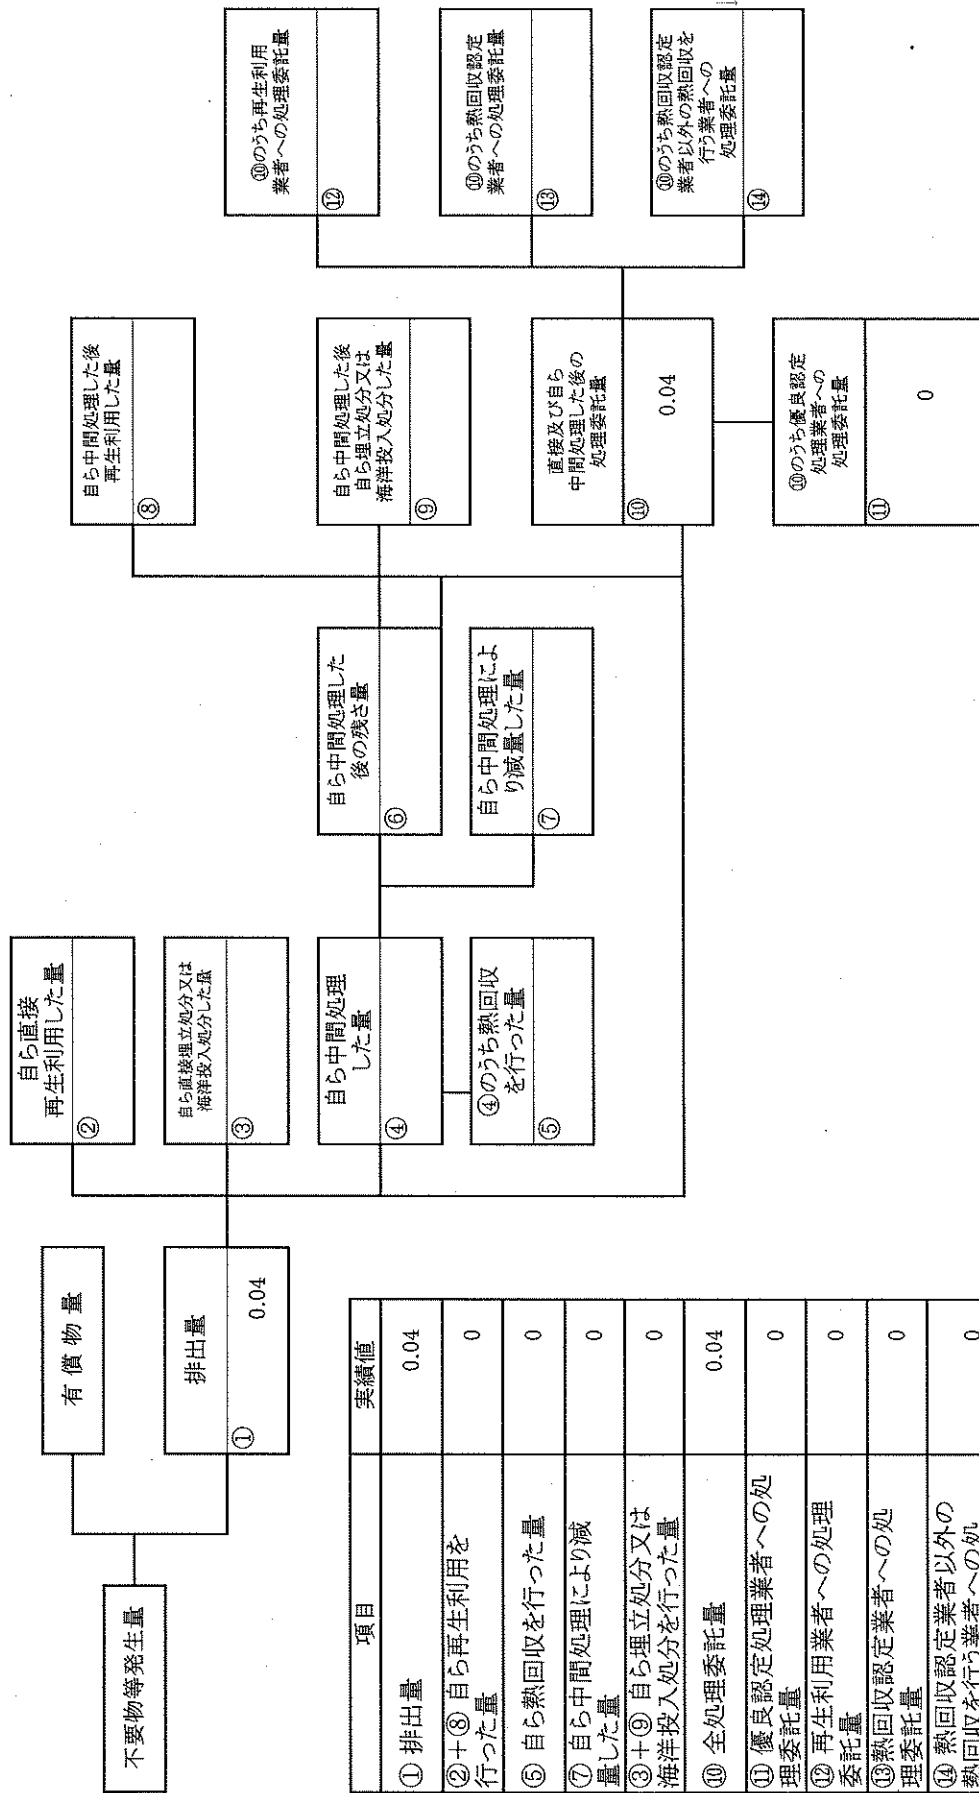 不要物等発生量
有償物量
排出量
①
0.04
自ら直接
再生利用した量
②
自ら直接埋立処分又は
海洋投入処分した量
③
自ら中間処理
した量
④
④のうち熱回収
を行った量
⑤
自ら中間処理した
後の残さ量
⑥
自ら中間処理によ
り減量した量
⑦
自ら中間処理した後
再生利用した量
⑧
自ら中間処理した後
自ら埋立処分又は
海洋投入処分した量
⑨
直接及び自ら
中間処理した後の
処理委託量
⑩
0.04
⑩のうち優良認定
処理業者への
処理委託量
⑪
0
⑩のうち再生利用
業者への処理委託量
⑫
⑩のうち熱回収認定
業者への処理委託量
⑬
⑩のうち熱回収認定
業者以外の熱回収を
行う業者への
処理委託量
⑭
項目 実績値
① 排出量 0.04
②+⑧ 自ら再生利用を
行った量 0
⑤ 自ら熱回収を行った量 0
⑦ 自ら中間処理により減
量した量 0
③+⑨ 自ら埋立処分又は
海洋投入処分を行った量 0
⑩ 全処理委託量 0.04
⑪ 優良認定処理業者への処
理委託量 0
⑫ 再生利用業者への処理
委託量 0
⑬熱回収認定業者への処
理委託量 0
⑭ 熱回収認定業者以外の
熱回収を行う業者への処 0